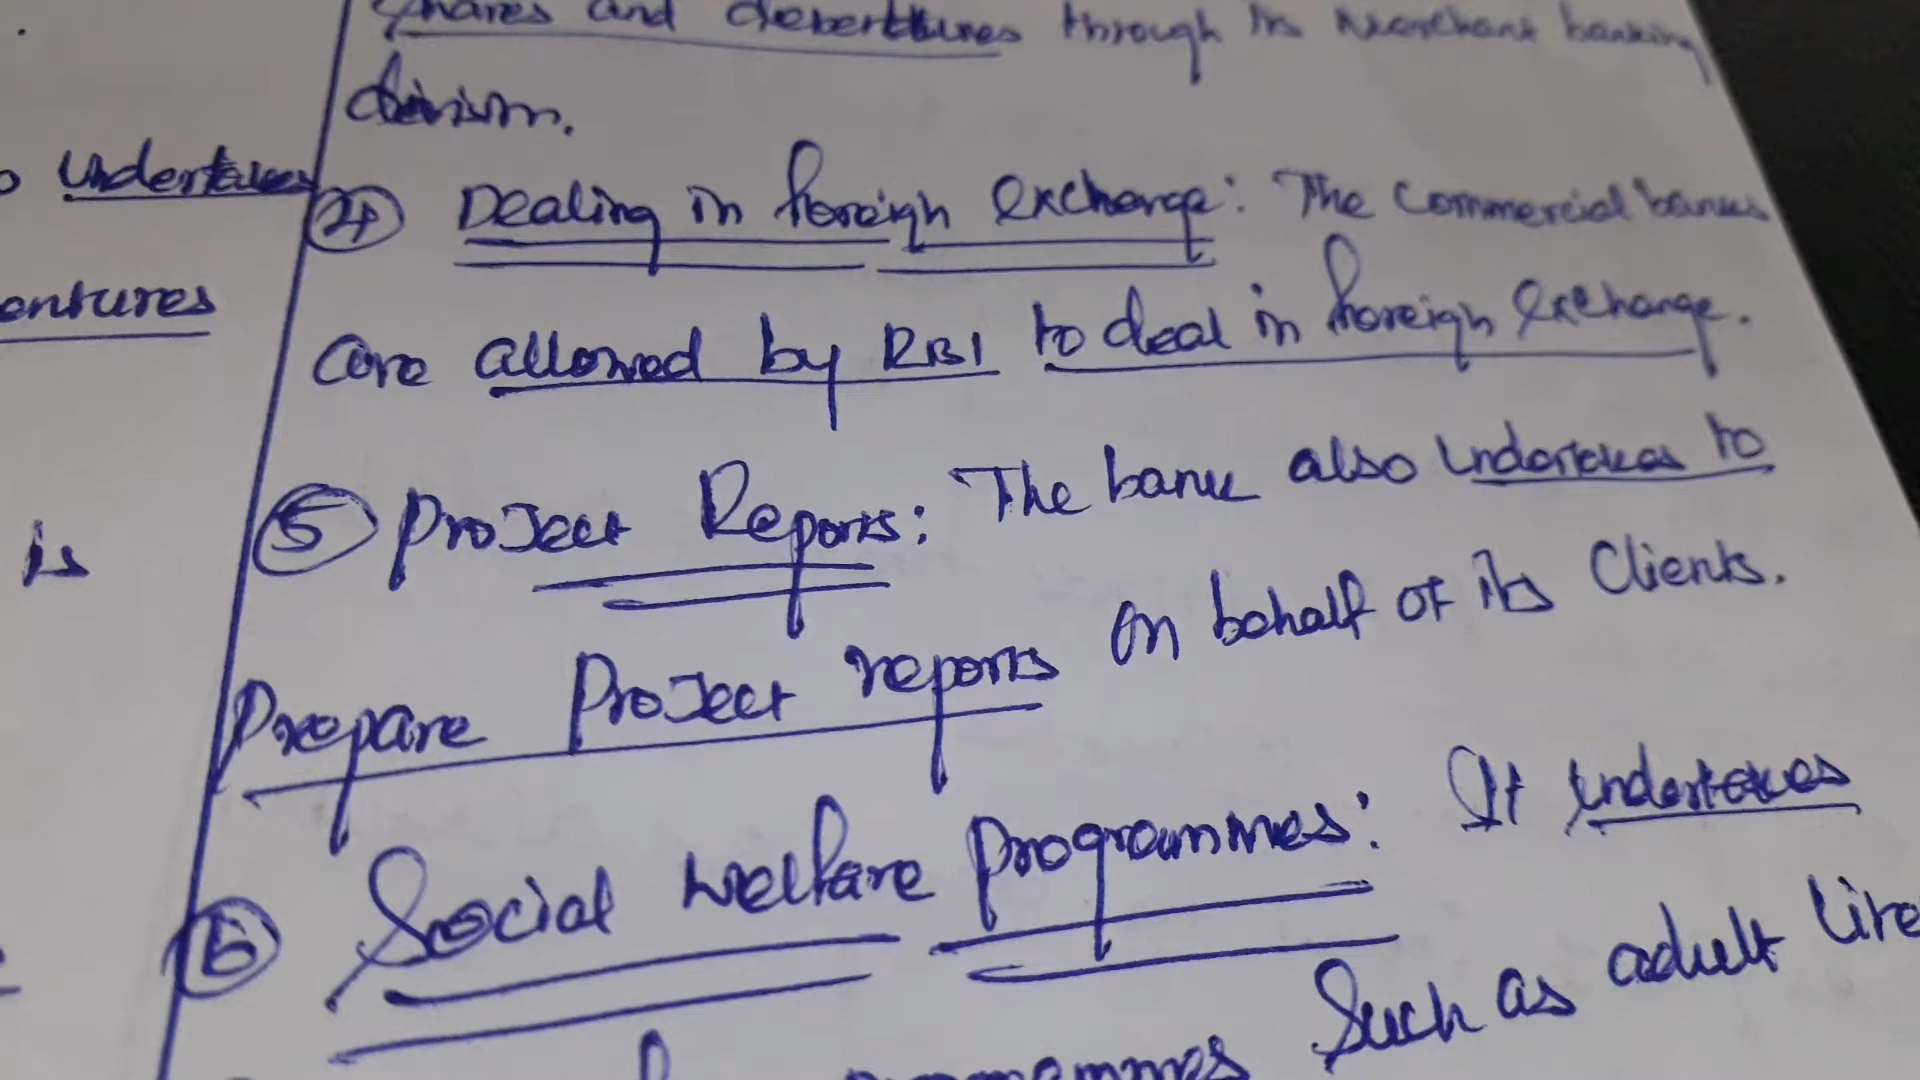 shares and debentures through its merchant banking
division.
④ Dealing in foreign exchange: The commercial banks
are allowed by RBI to deal in foreign exchange.
⑤ Project Reports: The bank also undertakes to
prepare project reports on behalf of its clients.
⑥ Social welfare programmes: It undertakes
programmes such as adult
undertakes
entures
is